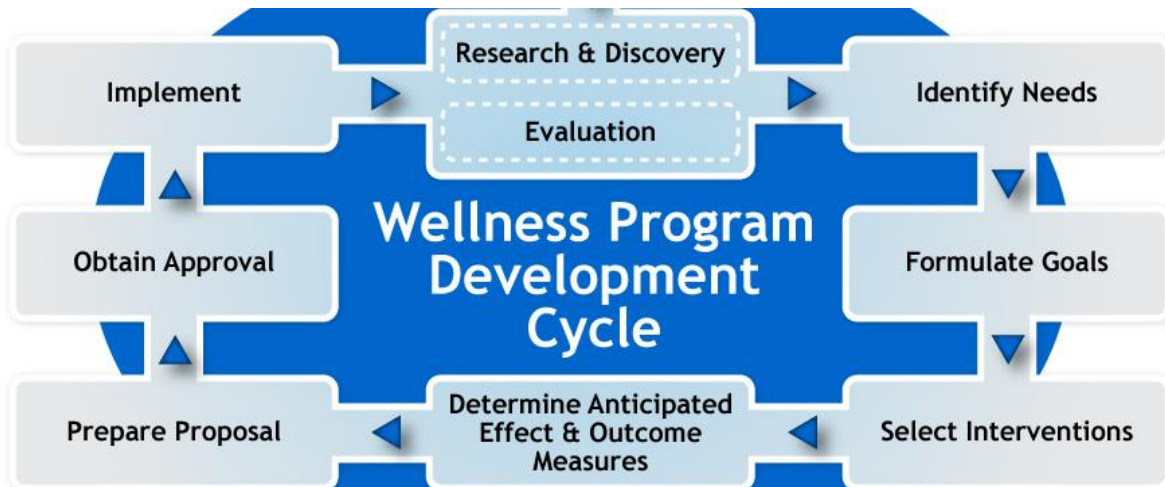 Research & Discovery
Evaluation
Implement
Identify Needs
Wellness Program
Development
Cycle
Obtain Approval
Formulate Goals
Prepare Proposal
Determine Anticipated
Effect & Outcome
Measures
Select Interventions